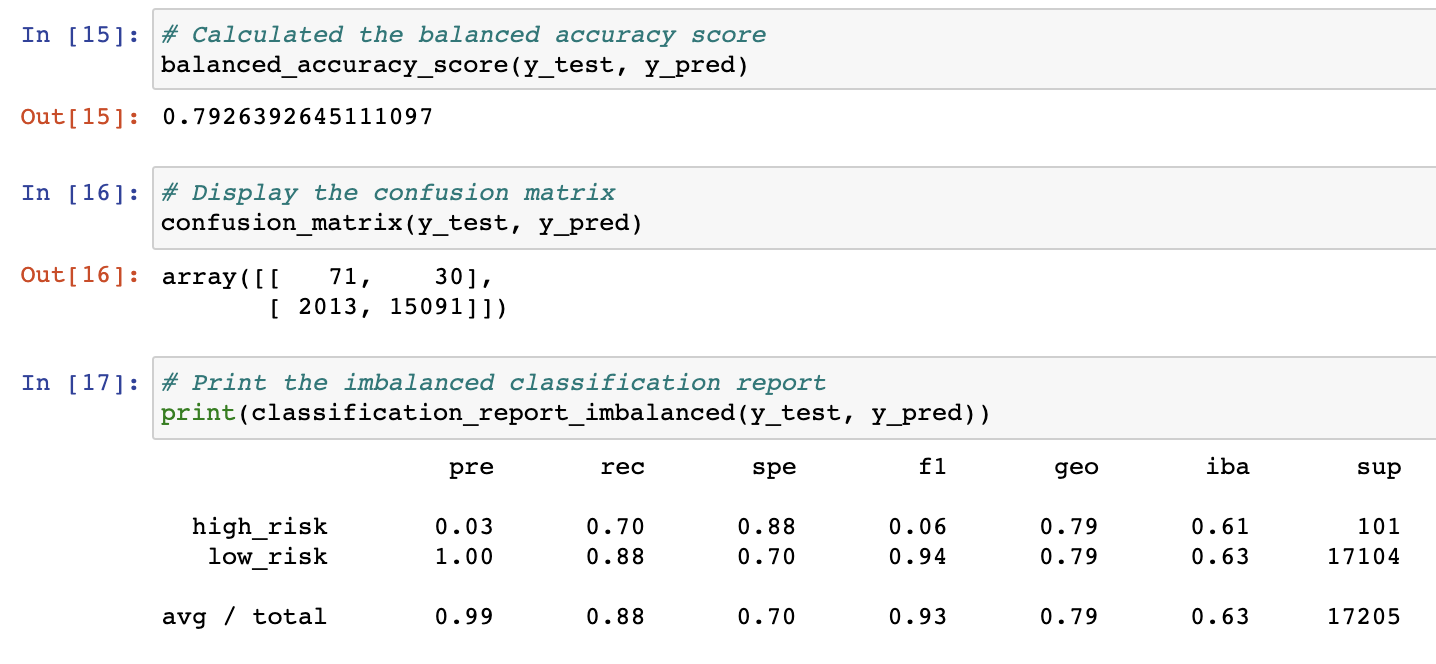 In [15]: # Calculated the balanced accuracy score
balanced_accuracy_score(y_test, y_pred)
Out[15]: 0.7926392645111097
In [16]: # Display the confusion matrix
confusion_matrix(y_test, y_pred)
Out[16]: array([[   71,    30],
       [ 2013, 15091]])
In [17]: # Print the imbalanced classification report
print(classification_report_imbalanced(y_test, y_pred))
pre rec spe f1 geo iba sup
high_risk 0.03 0.70 0.88 0.06 0.79 0.61 101
low_risk 1.00 0.88 0.70 0.94 0.79 0.63 17104
avg / total 0.99 0.88 0.70 0.93 0.79 0.63 17205